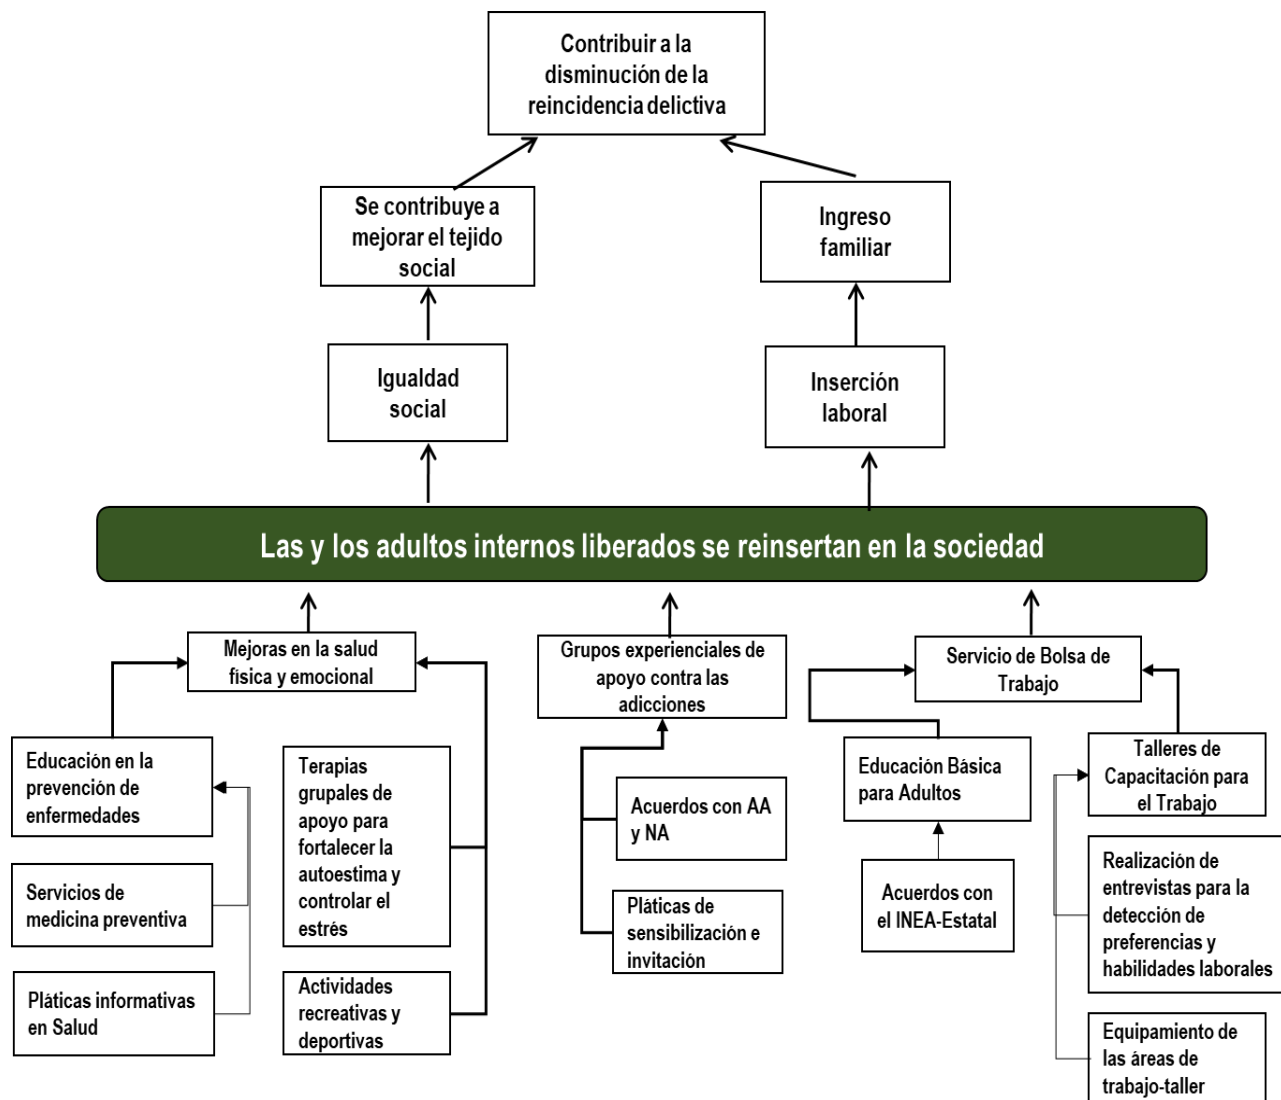 Contribuir a la
disminución de la
reincidencia delictiva
Se contribuye a
mejorar el tejido
social
Ingreso
familiar
Igualdad
social
Inserción
laboral
Las y los adultos internos liberados se reinsertan en la sociedad
Mejoras en la salud
física y emocional
Grupos experienciales de
apoyo contra las
adicciones
Servicio de Bolsa de
Trabajo
Educación en la
prevención de
enfermedades
Terapias
grupales de
apoyo para
fortalecer la
autoestima y
controlar el
estrés
Acuerdos con AA
y NA
Educación Básica
para Adultos
Talleres de
Capacitación para
el Trabajo
Servicios de
medicina preventiva
Pláticas de
sensibilización e
invitación
Acuerdos con
el INEA-Estatal
Realización de
entrevistas para la
detección de
preferencias y
habilidades laborales
Pláticas informativas
en Salud
Actividades
recreativas y
deportivas
Equipamiento de
las áreas de
trabajo-taller